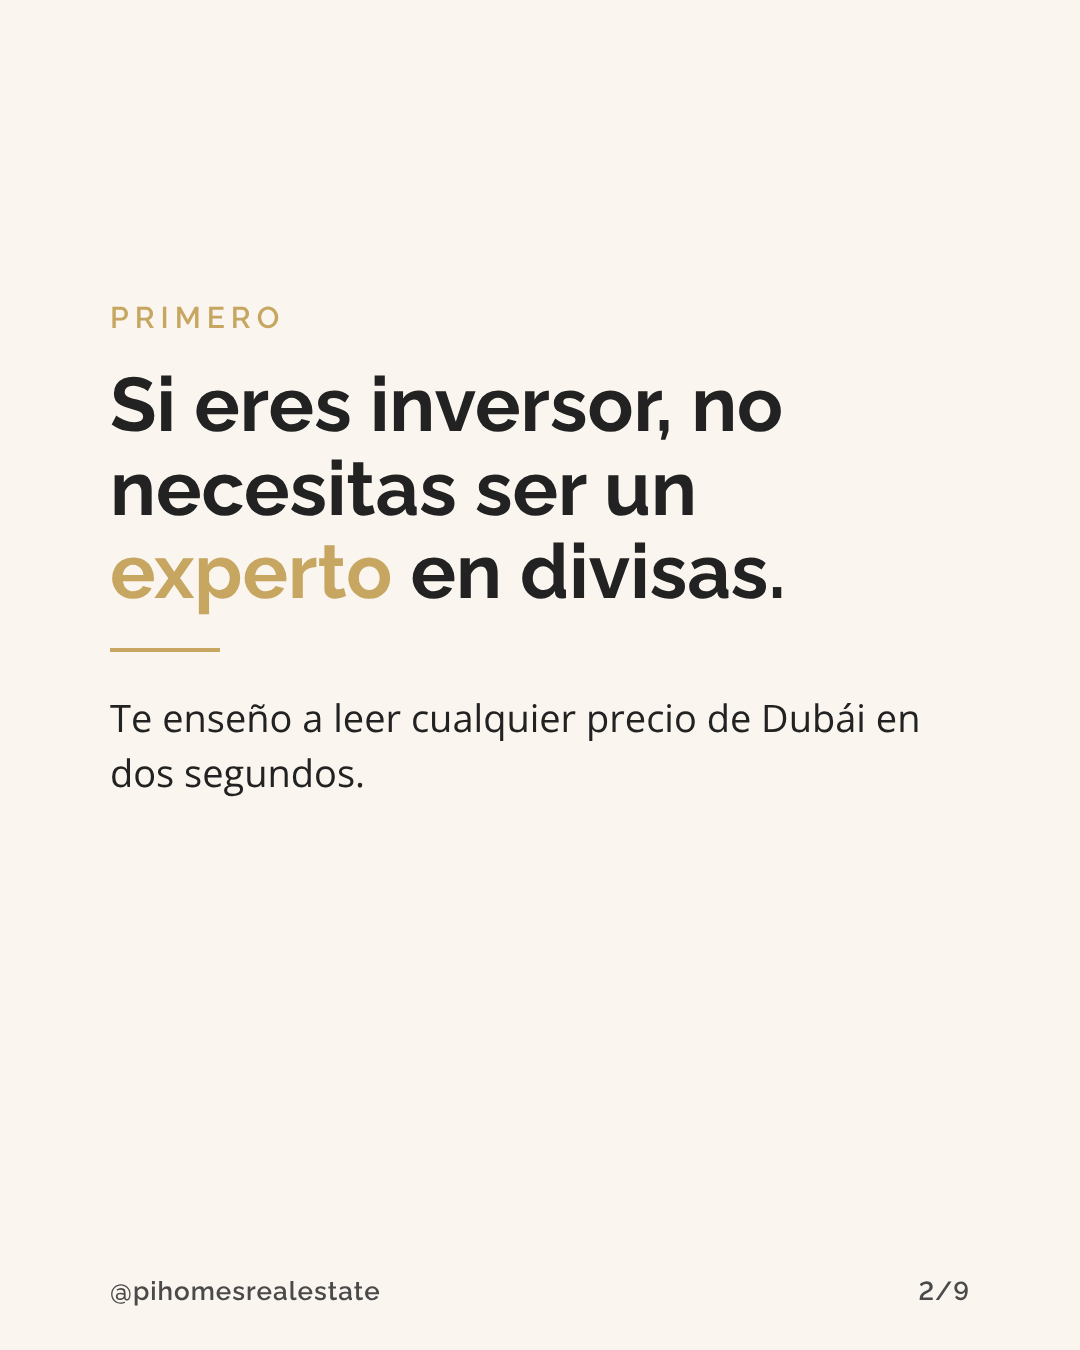 PRIMERO
Si eres inversor, no
necesitas ser un
experto en divisas.
Te enseño a leer cualquier precio de Dubái en
dos segundos.
@pihomesrealestate
2/9